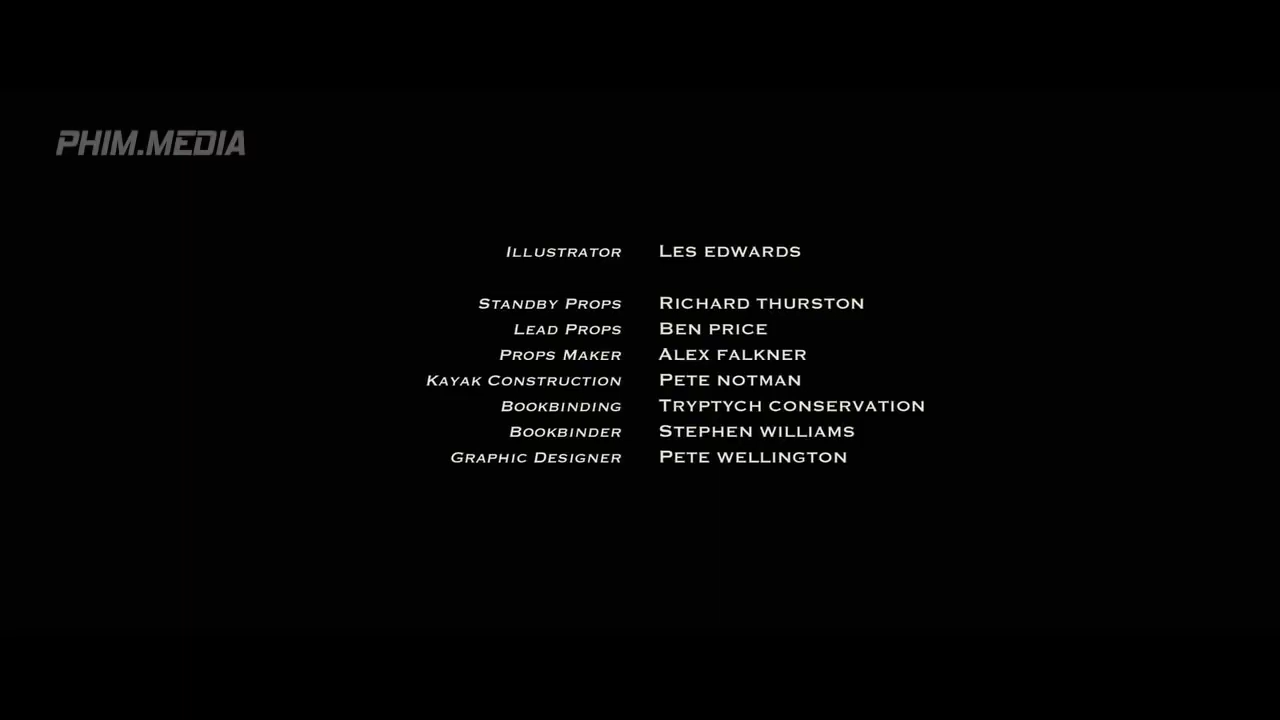 PHIM.MEDIA
ILLUSTRATOR LES EDWARDS
STANDBY PROPS RICHARD THURSTON
LEAD PROPS BEN PRICE
PROPS MAKER ALEX FALKNER
KAYAK CONSTRUCTION PETE NOTMAN
BOOKBINDING TRYPTYCH CONSERVATION
BOOKBINDER STEPHEN WILLIAMS
GRAPHIC DESIGNER PETE WELLINGTON